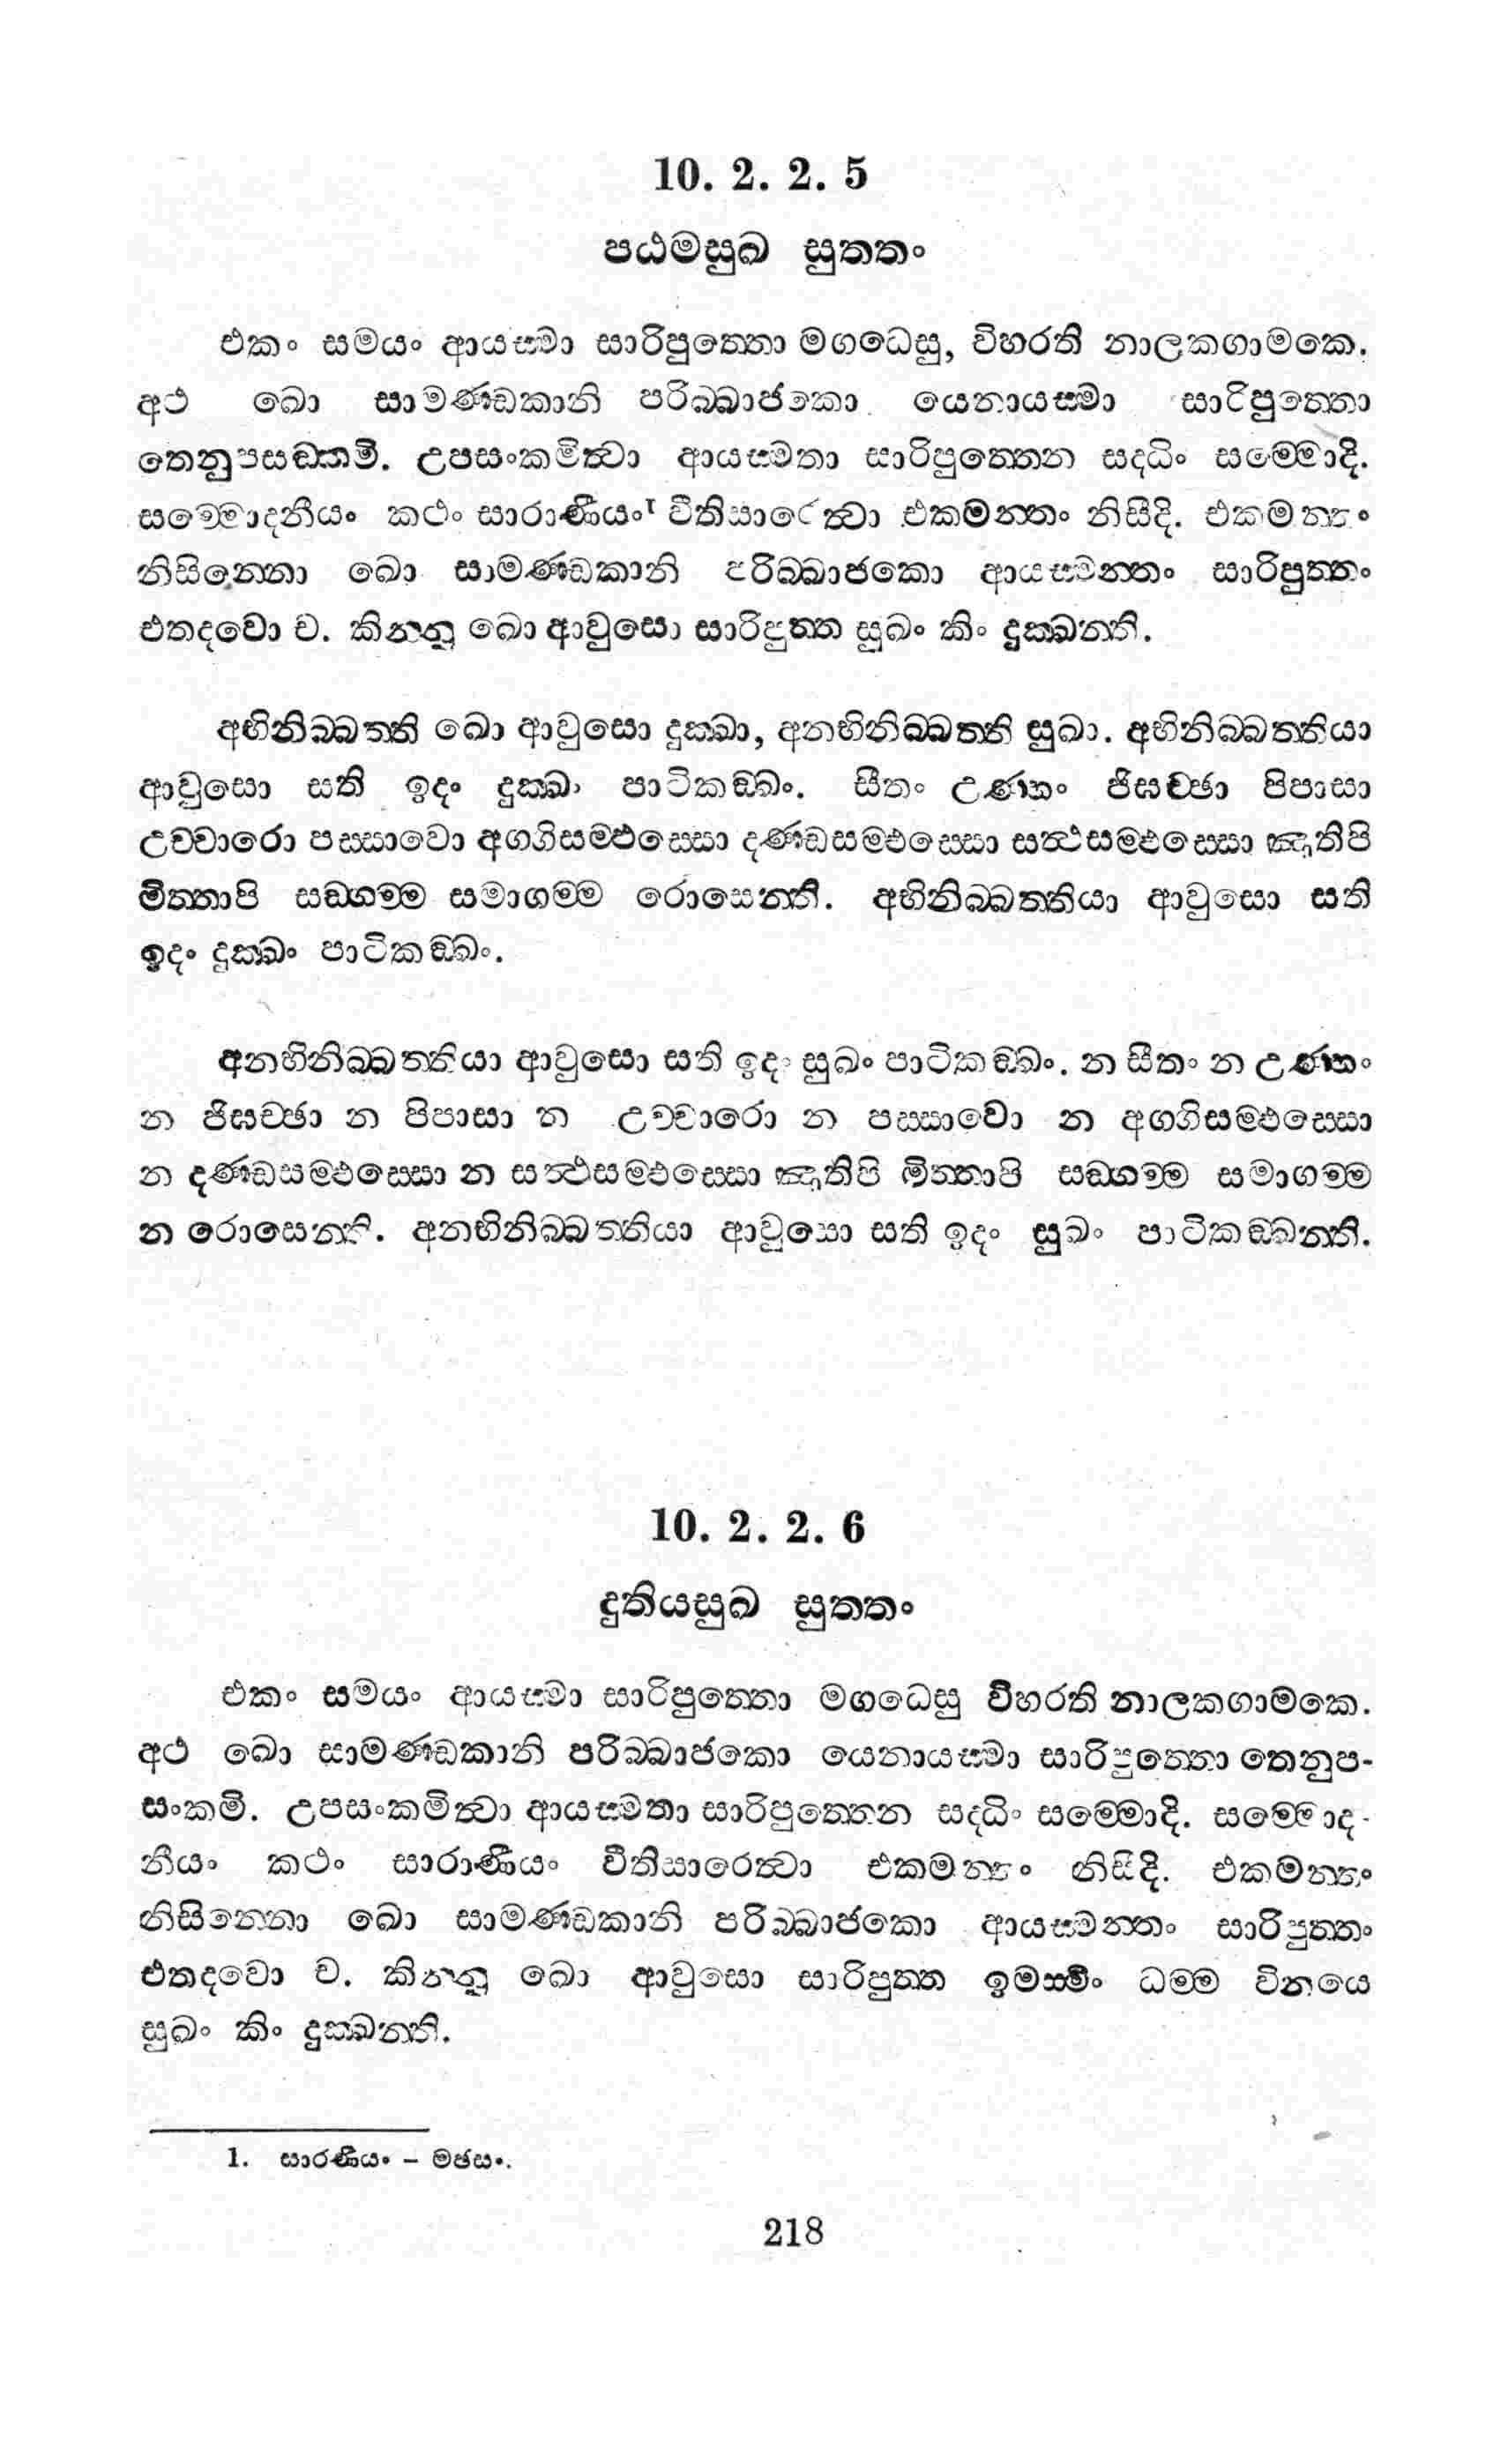 10. 2. 2. 5
පඨමසුඛ සුත්තං
එකං සමයං ආයස්මා සාරිපුත්තො මගධෙසු, විහරති නාලකගාමකෙ.
අථ ඛො සාමණ්ඩකානි පරිබ්බාජකො යෙනායස්මා සාරිපුත්තො
තෙනුපසඞ්කමි. උපසංකමිත්වා ආයස්මතා සාරිපුත්තෙන සද්ධිං සම්මොදි.
සම්මොදනීයං කථං සාරාණීයං¹ වීතිසාරෙත්වා එකමන්තං නිසීදි. එකමන්තං
නිසින්නො ඛො සාමණ්ඩකානි පරිබ්බාජකො ආයස්මන්තං සාරිපුත්තං
එතදවො ච. කින්නු ඛො ආවුසො සාරිපුත්ත සුඛං කිං දුක්ඛන්ති.
අභිනිබ්බත්ති ඛො ආවුසො දුක්ඛා, අනභිනිබ්බත්ති සුඛා. අභිනිබ්බත්තියා
ආවුසො සති ඉදං දුක්ඛං පාටිකඞ්ඛං. සීතං උණ්හං ජිඝච්ඡා පිපාසා
උච්චාරො පස්සාවො අග්ගිසම්ඵස්සො දණ්ඩසම්ඵස්සො සත්ථසම්ඵස්සො ඤාතිපි
මිත්තාපි සඞ්ගම්ම සමාගම්ම රොසෙන්ති. අභිනිබ්බත්තියා ආවුසො සති
ඉදං දුක්ඛං පාටිකඞ්ඛං.
අනභිනිබ්බත්තියා ආවුසො සති ඉදං සුඛං පාටිකඞ්ඛං. න සීතං න උණ්හං
න ජිඝච්ඡා න පිපාසා න උච්චාරො න පස්සාවො න අග්ගිසම්ඵස්සො
න දණ්ඩසම්ඵස්සො න සත්ථසම්ඵස්සො ඤාතිපි මිත්තාපි සඞ්ගම්ම සමාගම්ම
න රොසෙන්ති. අනභිනිබ්බත්තියා ආවුසො සති ඉදං සුඛං පාටිකඞ්ඛන්ති.
10. 2. 2. 6
දුතියසුඛ සුත්තං
එකං සමයං ආයස්මා සාරිපුත්තො මගධෙසු විහරති නාලකගාමකෙ.
අථ ඛො සාමණ්ඩකානි පරිබ්බාජකො යෙනායස්මා සාරිපුත්තො තෙනුප-
සංකමි. උපසංකමිත්වා ආයස්මතා සාරිපුත්තෙන සද්ධිං සම්මොදි. සම්මොද-
නීයං කථං සාරාණීයං වීතිසාරෙත්වා එකමන්තං නිසීදි. එකමන්තං
නිසින්නො ඛො සාමණ්ඩකානි පරිබ්බාජකො ආයස්මන්තං සාරිපුත්තං
එතදවො ච. කින්නු ඛො ආවුසො සාරිපුත්ත ඉමස්මිං ධම්ම විනයෙ
සුඛං කිං දුක්ඛන්ති.
1. සාරණීයං – මඡසං.
218